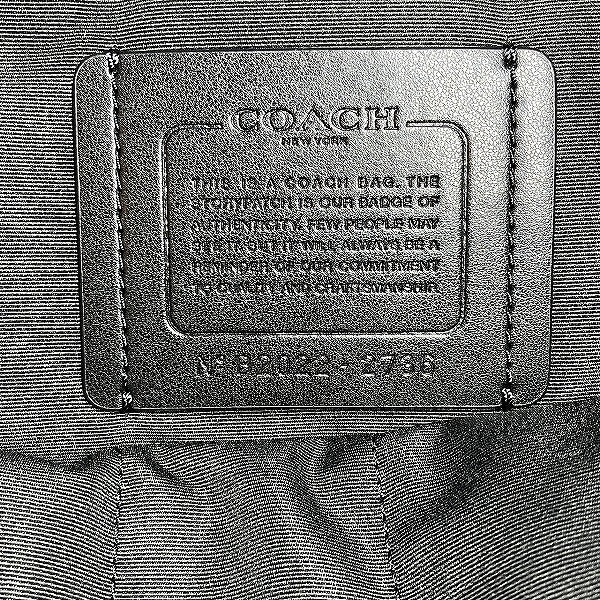 COACH
NEW YORK
THIS IS A COACH BAG. THE
STORYPATCH IS OUR BADGE OF
AUTHENTICITY. FEW PEOPLE MAY
SEE IT, BUT IT WILL ALWAYS BE A
REMINDER OF OUR COMMITMENT
TO QUALITY AND CRAFTSMANSHIP.
Nº